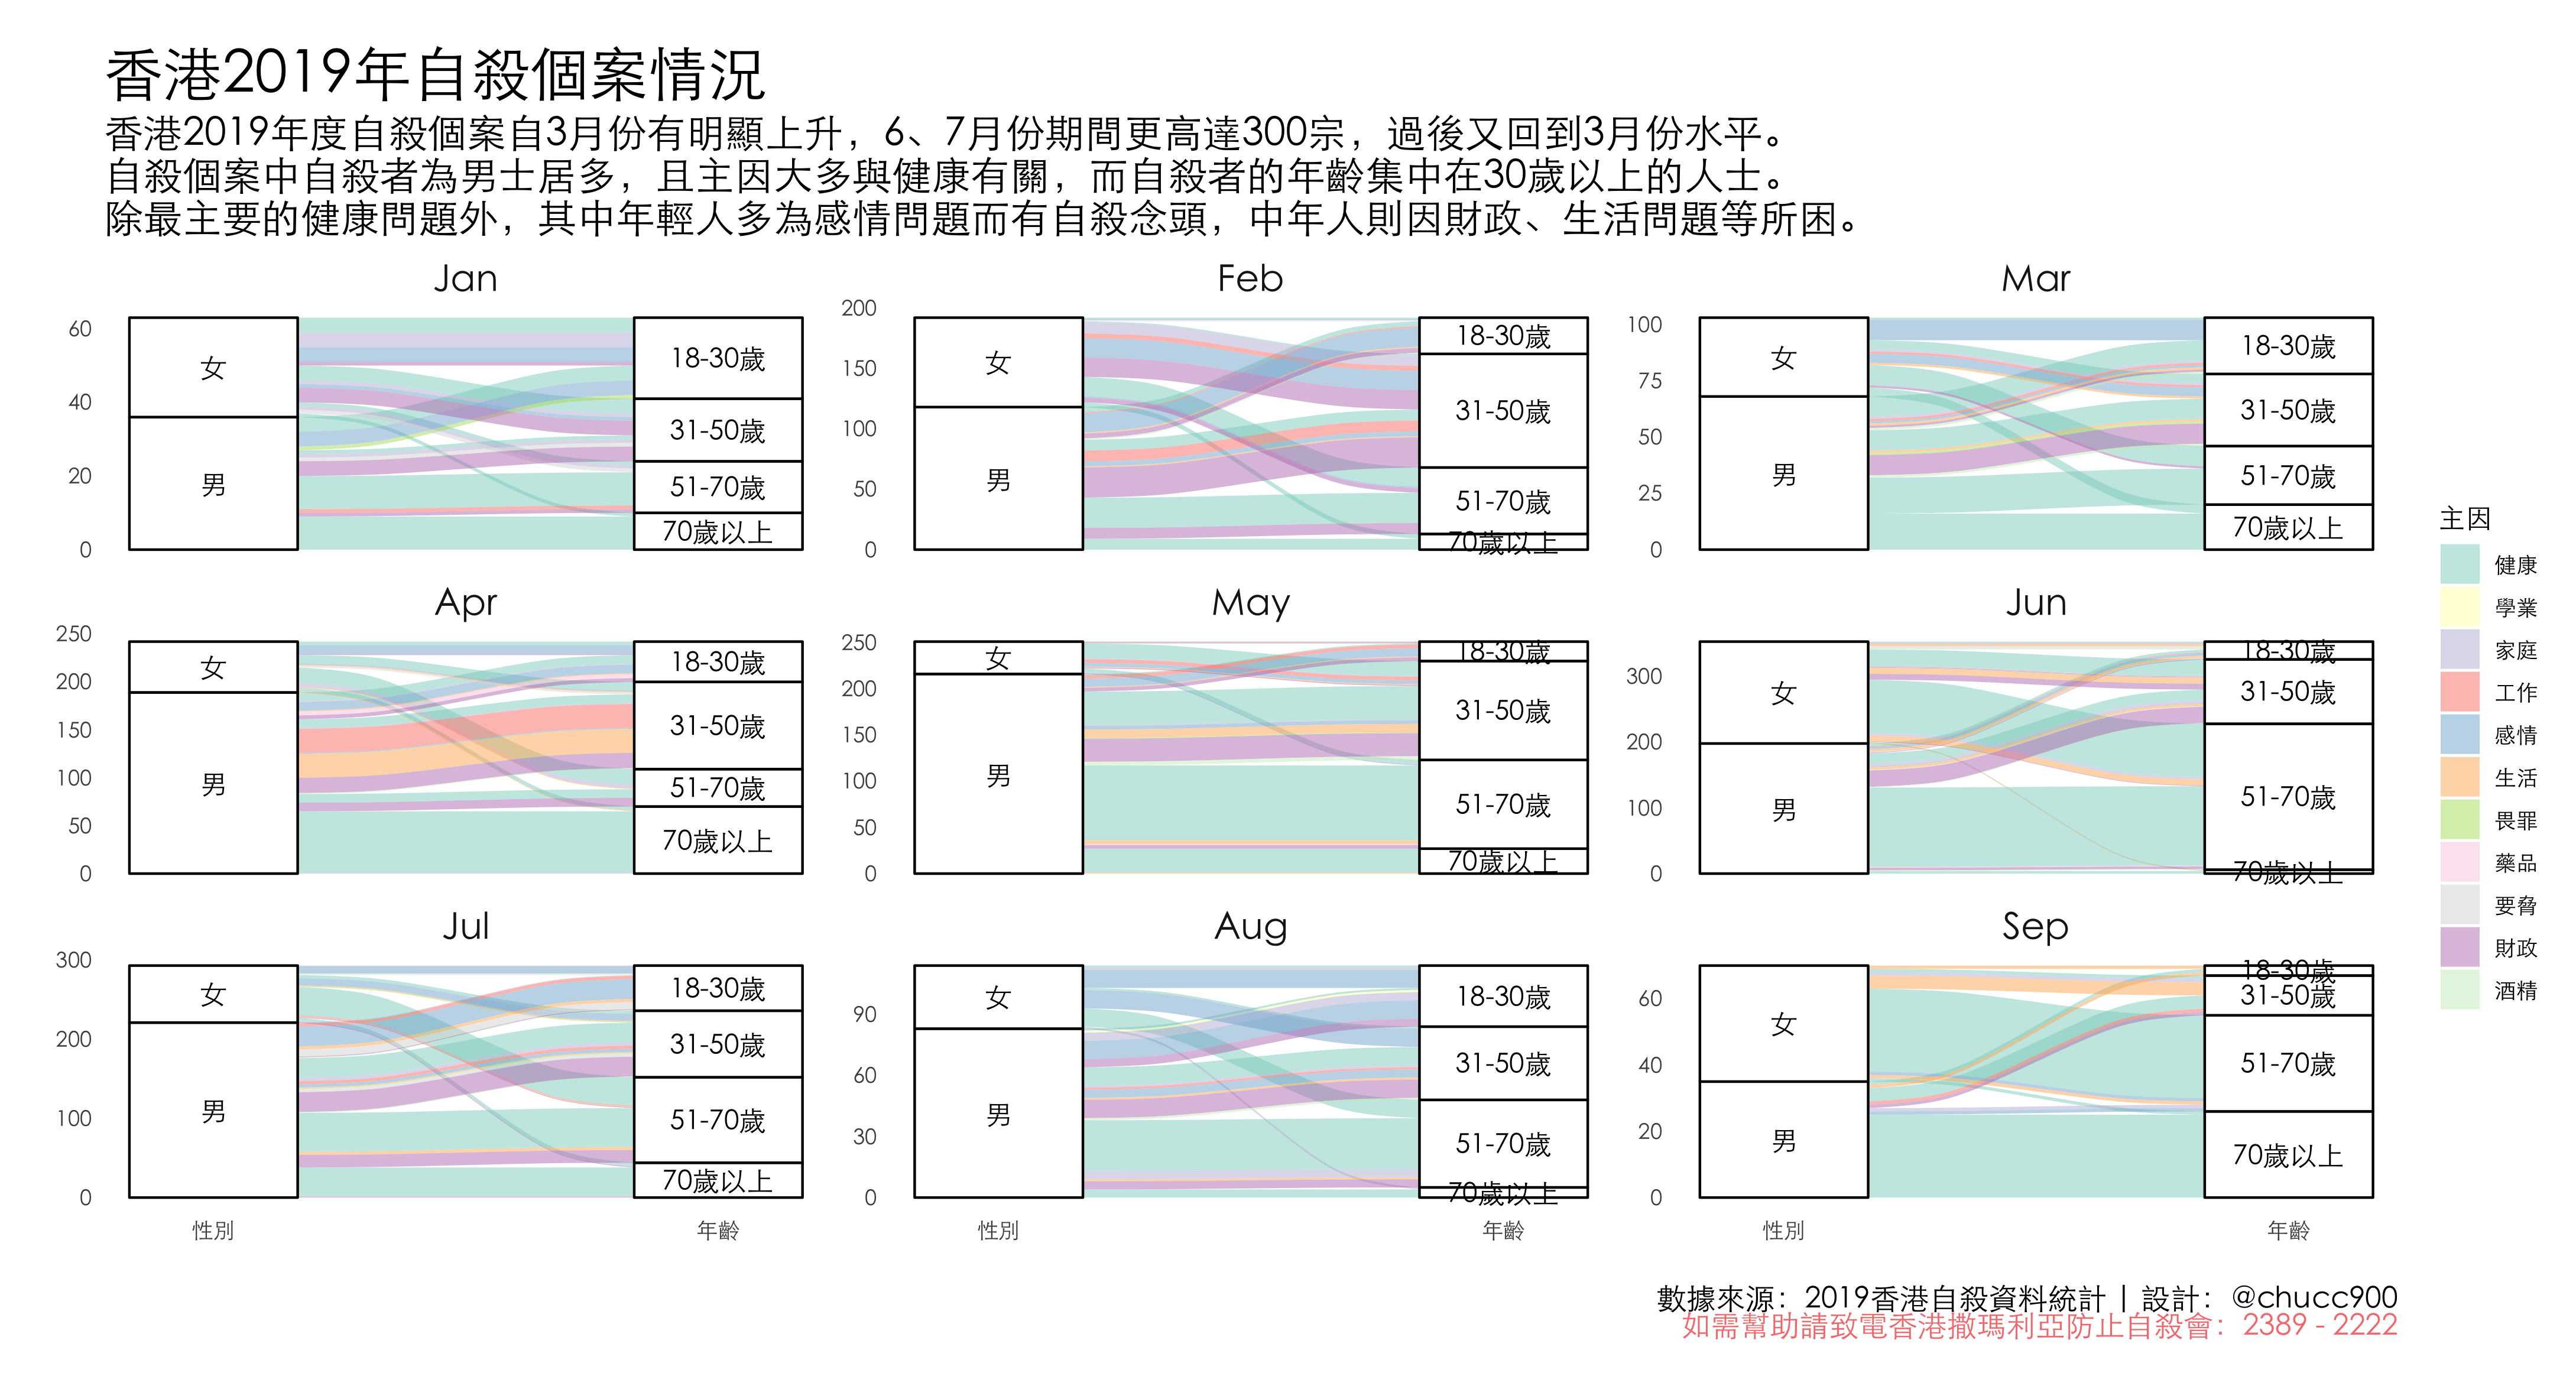 香港2019年自殺個案情況
香港2019年度自殺個案自3月份有明顯上升，6、7月份期間更高達300宗，過後又回到3月份水平。
自殺個案中自殺者為男士居多，且主因大多與健康有關，而自殺者的年齡集中在30歲以上的人士。
除最主要的健康問題外，其中年輕人多為感情問題而有自殺念頭，中年人則因財政、生活問題等所困。
Jan
60
40
20
0
女
男
18-30歲
31-50歲
51-70歲
70歲以上
Feb
200
150
100
50
0
女
男
18-30歲
31-50歲
51-70歲
70歲以上
Mar
100
75
50
25
0
女
男
18-30歲
31-50歲
51-70歲
70歲以上
Apr
250
200
150
100
50
0
女
男
18-30歲
31-50歲
51-70歲
70歲以上
May
250
200
150
100
50
0
女
男
18-30歲
31-50歲
51-70歲
70歲以上
Jun
300
200
100
0
女
男
18-30歲
31-50歲
51-70歲
70歲以上
Jul
300
200
100
0
女
男
18-30歲
31-50歲
51-70歲
70歲以上
性別
年齡
Aug
90
60
30
0
女
男
18-30歲
31-50歲
51-70歲
70歲以上
性別
年齡
Sep
60
40
20
0
女
男
18-30歲
31-50歲
51-70歲
70歲以上
性別
年齡
主因
健康
學業
家庭
工作
感情
生活
畏罪
藥品
要脅
財政
酒精
數據來源：2019香港自殺資料統計 | 設計：@chucc900
如需幫助請致電香港撒瑪利亞防止自殺會：2389 - 2222